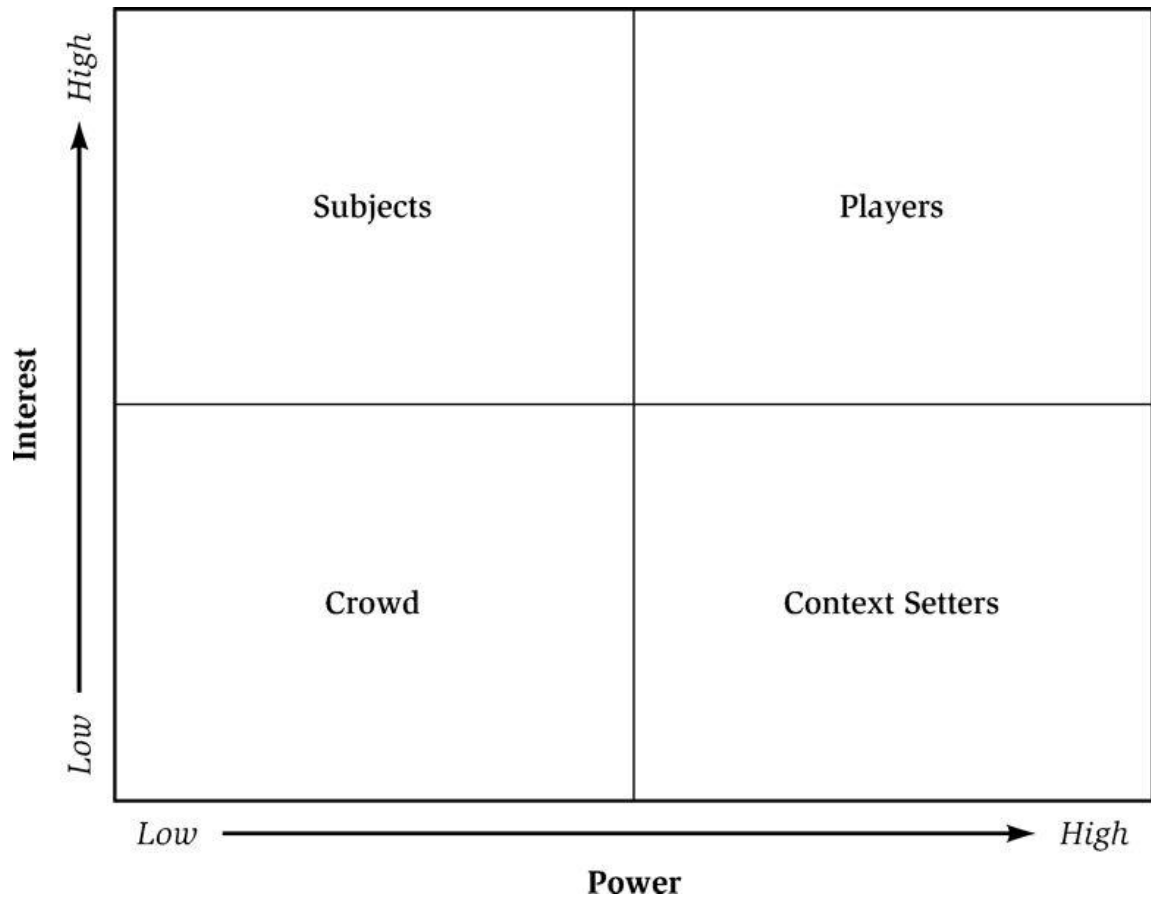 High
Subjects
Players
Interest
Crowd
Context Setters
Low
Low
High
Power